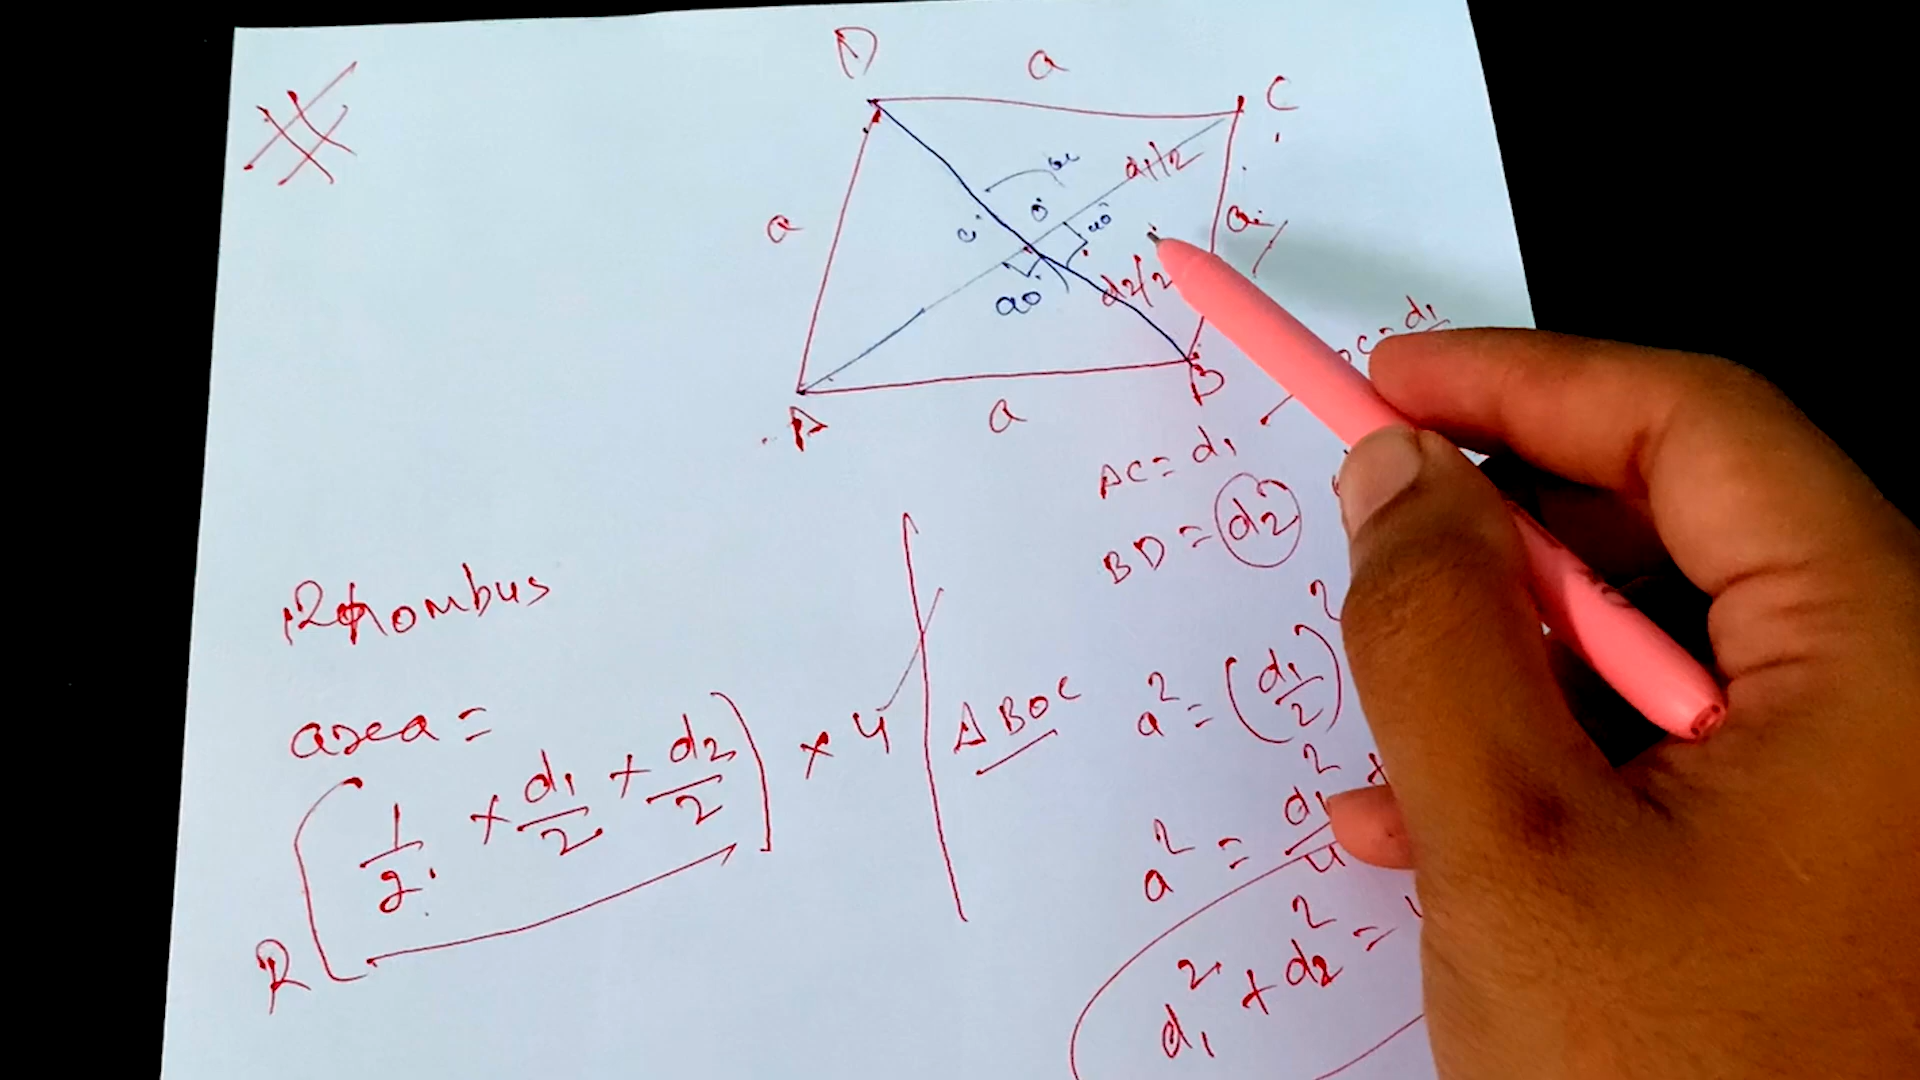 D
a
C
d1/2
a
O
90°
a
90
d2/2
A
a
B
AC = d1
BD = d2
Rhombus
area =
(1/2 × d1/2 × d2/2) × 4
R
Δ BOC
a² = (d1/2)²
a² = d1²/4 +
d1² + d2² =